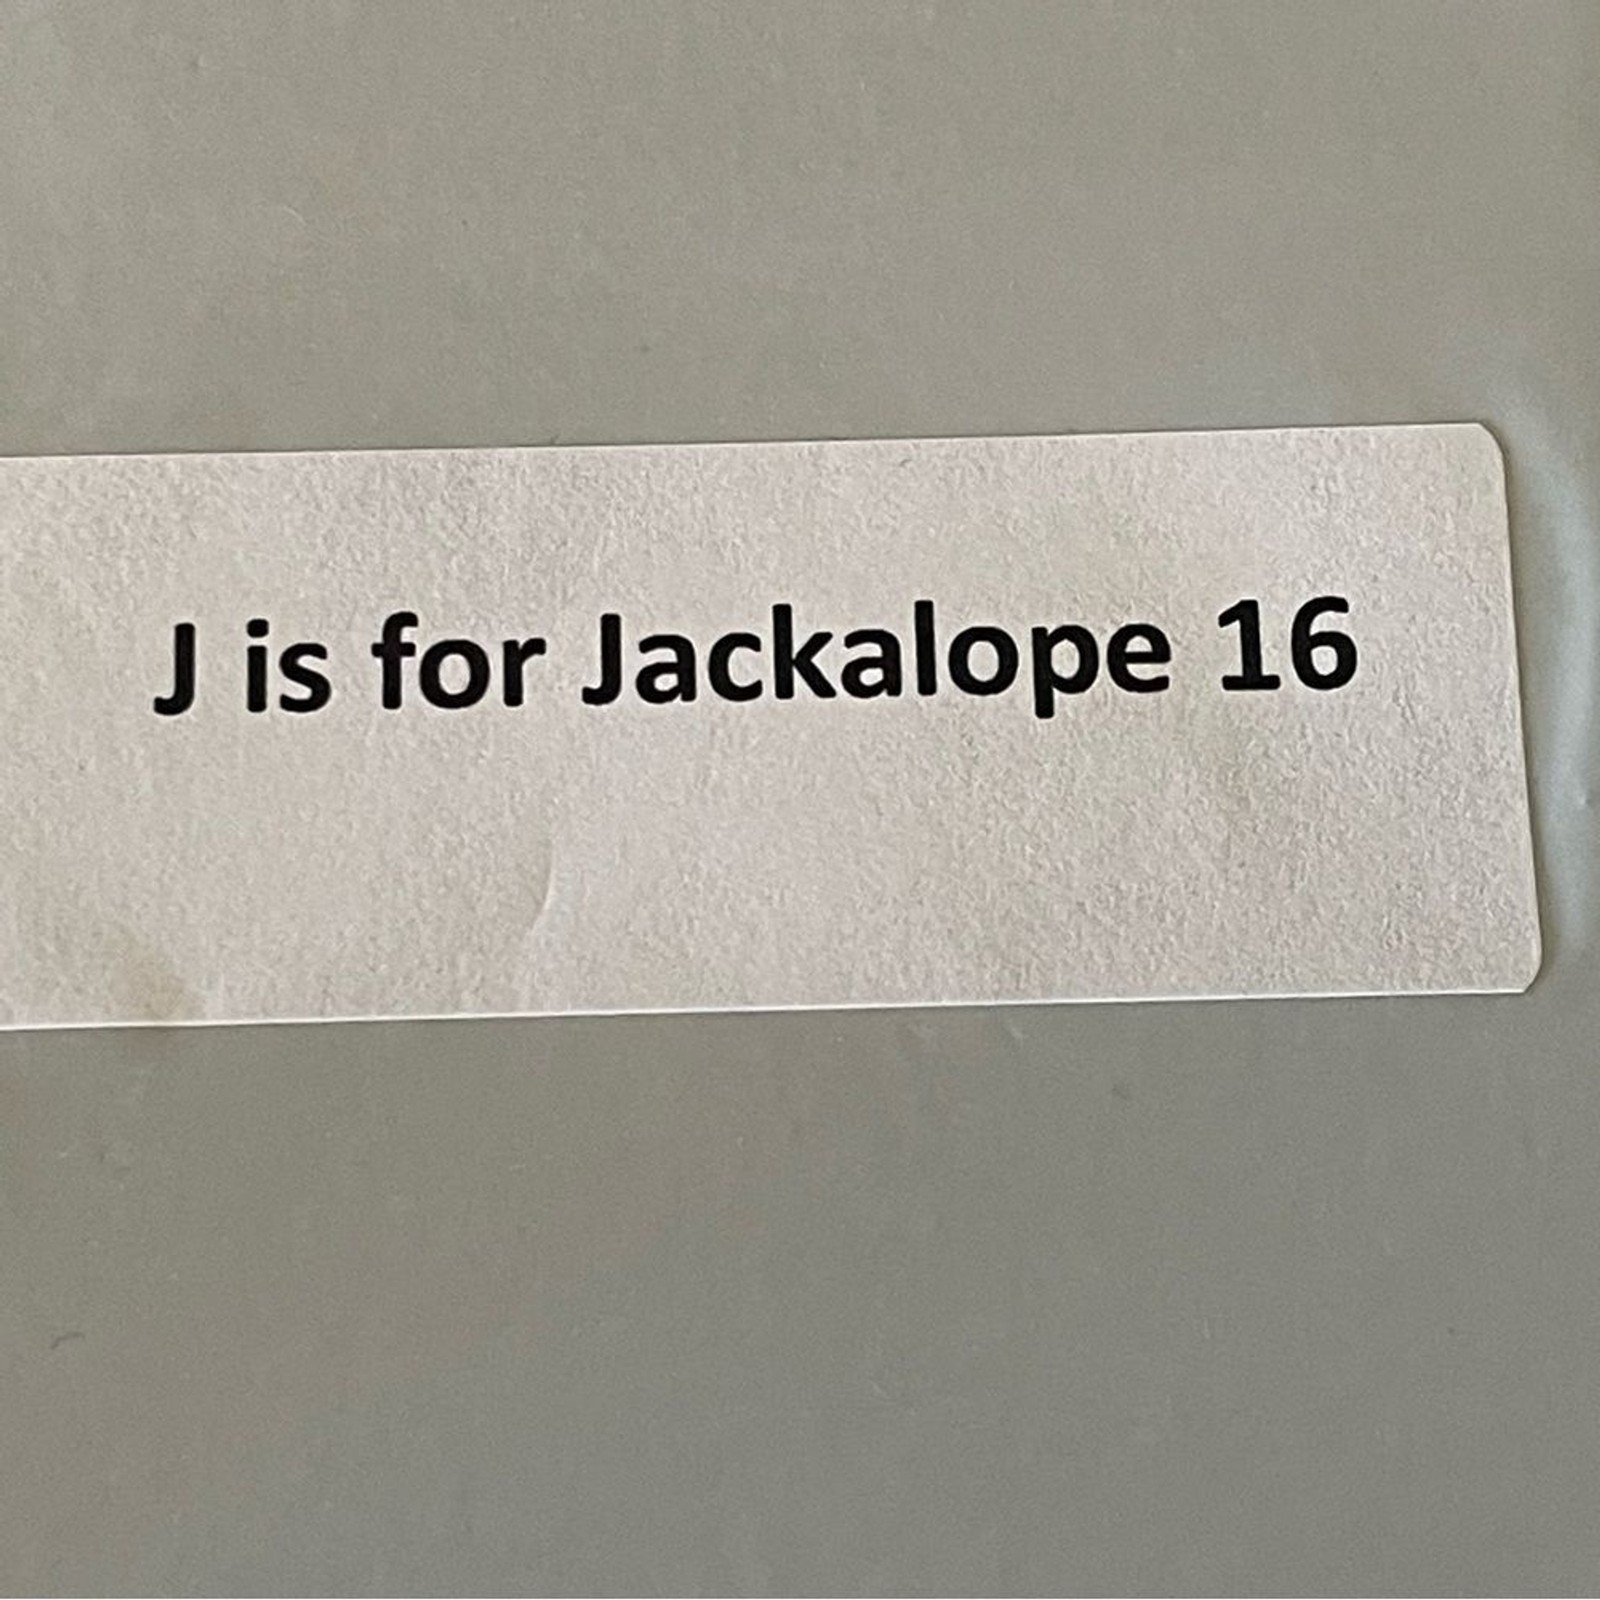 J is for Jackalope 16